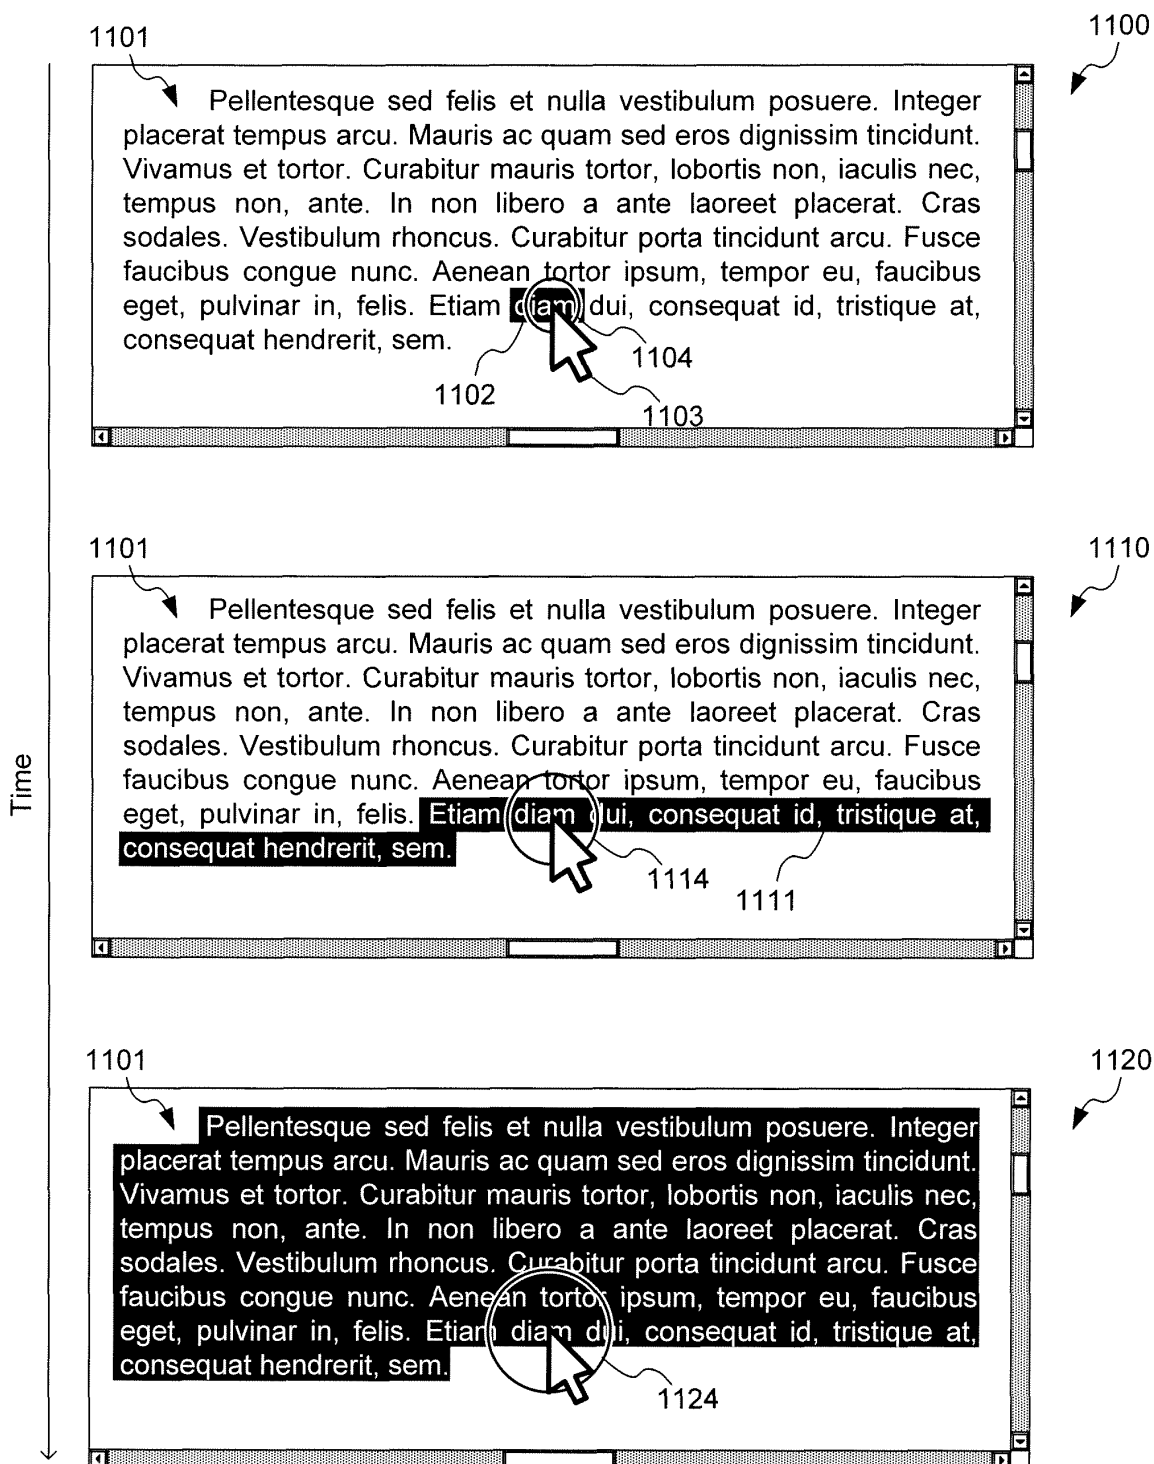 1101
1100
Pellentesque sed felis et nulla vestibulum posuere. Integer
placerat tempus arcu. Mauris ac quam sed eros dignissim tincidunt.
Vivamus et tortor. Curabitur mauris tortor, lobortis non, iaculis nec,
tempus non, ante. In non libero a ante laoreet placerat. Cras
sodales. Vestibulum rhoncus. Curabitur porta tincidunt arcu. Fusce
faucibus congue nunc. Aenean tortor ipsum, tempor eu, faucibus
eget, pulvinar in, felis. Etiam diam dui, consequat id, tristique at,
consequat hendrerit, sem.
1104
1102
1103
1101
1110
Pellentesque sed felis et nulla vestibulum posuere. Integer
placerat tempus arcu. Mauris ac quam sed eros dignissim tincidunt.
Vivamus et tortor. Curabitur mauris tortor, lobortis non, iaculis nec,
tempus non, ante. In non libero a ante laoreet placerat. Cras
sodales. Vestibulum rhoncus. Curabitur porta tincidunt arcu. Fusce
faucibus congue nunc. Aenean tortor ipsum, tempor eu, faucibus
eget, pulvinar in, felis. Etiam diam dui, consequat id, tristique at,
consequat hendrerit, sem.
1114
1111
Time
1101
1120
Pellentesque sed felis et nulla vestibulum posuere. Integer
placerat tempus arcu. Mauris ac quam sed eros dignissim tincidunt.
Vivamus et tortor. Curabitur mauris tortor, lobortis non, iaculis nec,
tempus non, ante. In non libero a ante laoreet placerat. Cras
sodales. Vestibulum rhoncus. Curabitur porta tincidunt arcu. Fusce
faucibus congue nunc. Aenean tortor ipsum, tempor eu, faucibus
eget, pulvinar in, felis. Etiam diam dui, consequat id, tristique at,
consequat hendrerit, sem.
1124